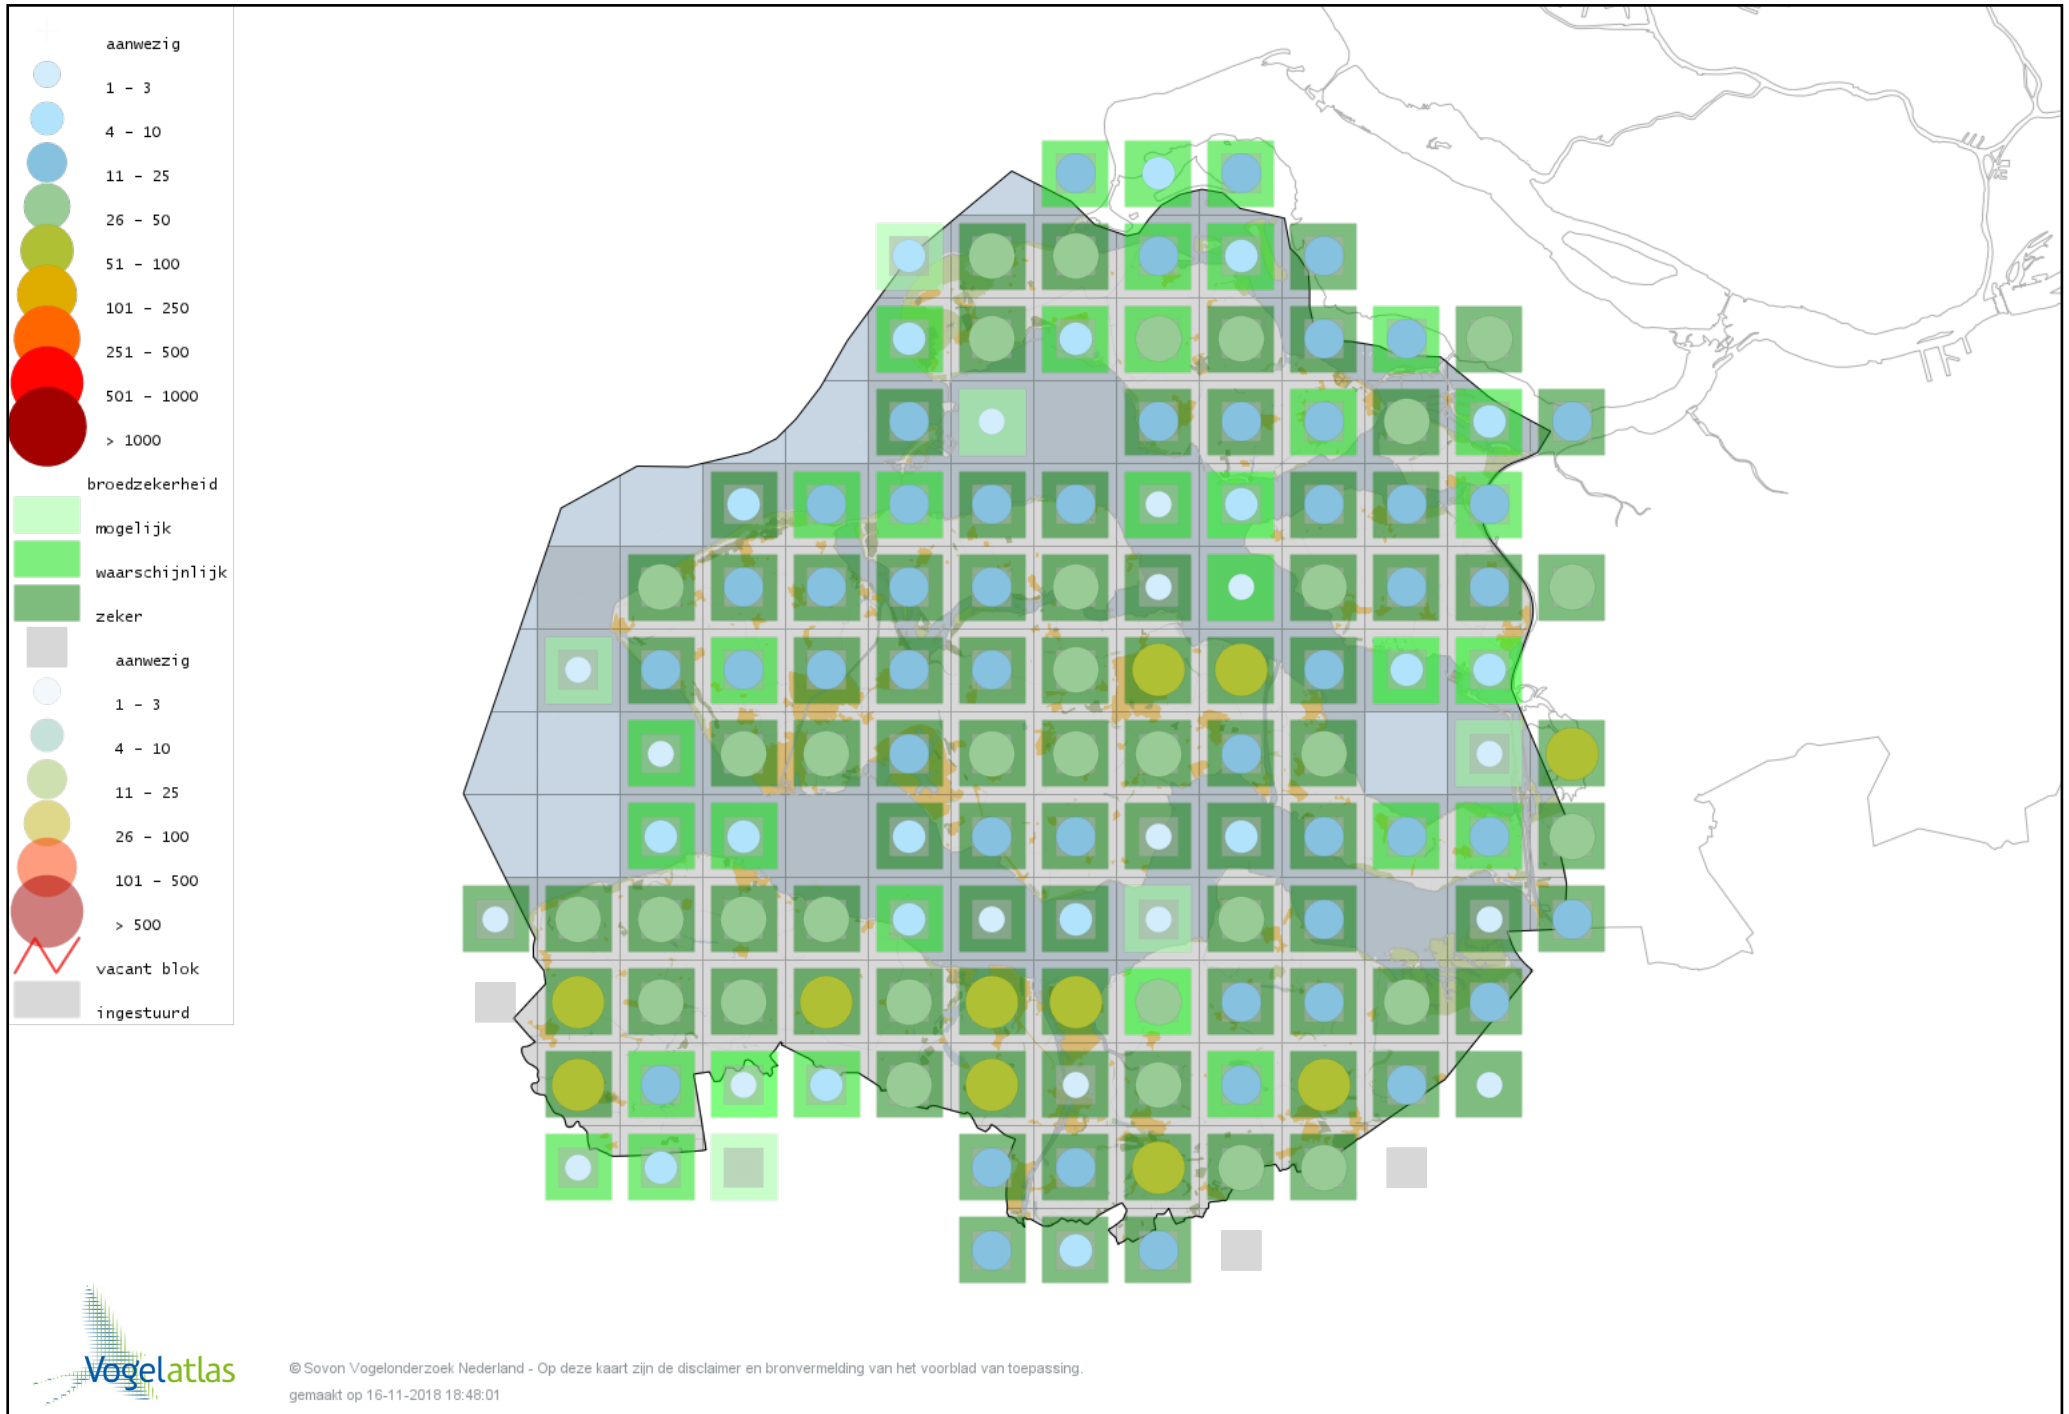 aanwezig
1 - 3
4 - 10
11 - 25
26 - 50
51 - 100
101 - 250
251 - 500
501 - 1000
> 1000
broedzekerheid
mogelijk
waarschijnlijk
zeker
aanwezig
1 - 3
4 - 10
11 - 25
26 - 100
101 - 500
> 500
vacant blok
ingestuurd
Vogelatlas
© Sovon Vogelonderzoek Nederland - Op deze kaart zijn de disclaimer en bronvermelding van het voorblad van toepassing.
gemaakt op 16-11-2018 18:48:01